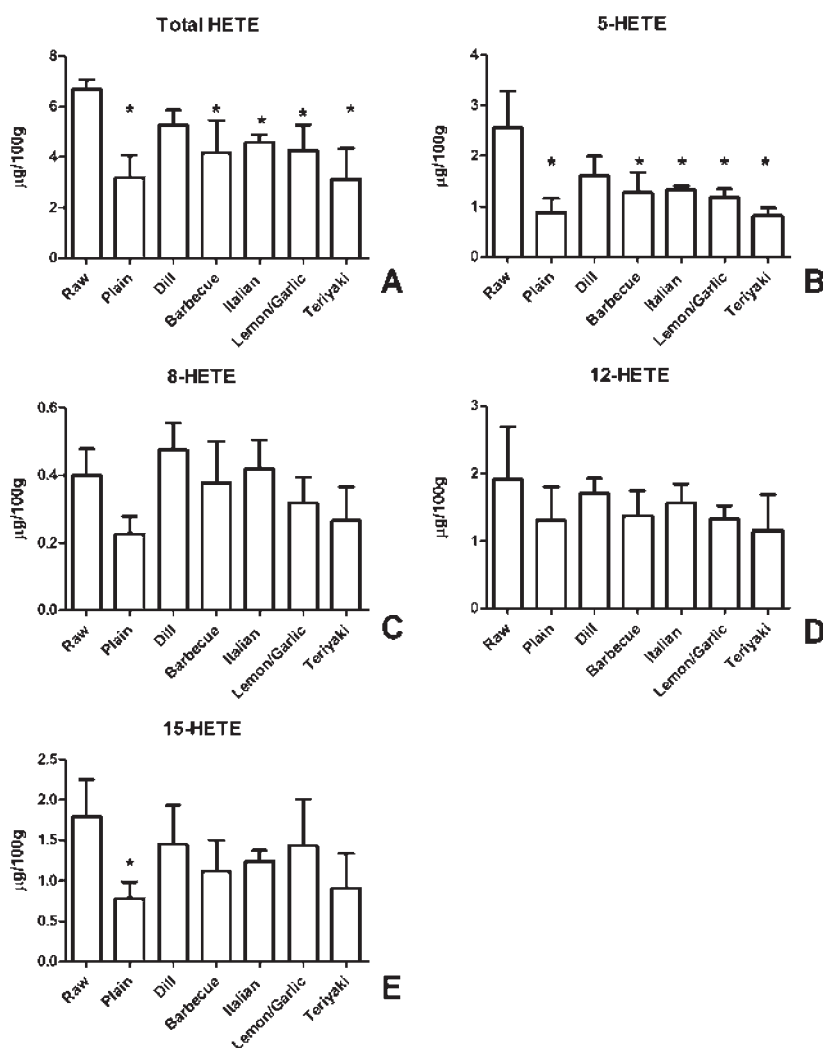 Total HETE
8
6
4
2
0
µg/100g
* * * * *
Raw Plain Dill Barbecue Italian Lemon/Garlic Teriyaki
A
5-HETE
4
3
2
1
0
µg/100g
* * * * *
Raw Plain Dill Barbecue Italian Lemon/Garlic Teriyaki
B
8-HETE
0.6
0.4
0.2
0.0
µg/100g
Raw Plain Dill Barbecue Italian Lemon/Garlic Teriyaki
C
12-HETE
3
2
1
0
µg/100g
Raw Plain Dill Barbecue Italian Lemon/Garlic Teriyaki
D
15-HETE
2.5
2.0
1.5
1.0
0.5
0.0
µg/100g
*
Raw Plain Dill Barbecue Italian Lemon/Garlic Teriyaki
E